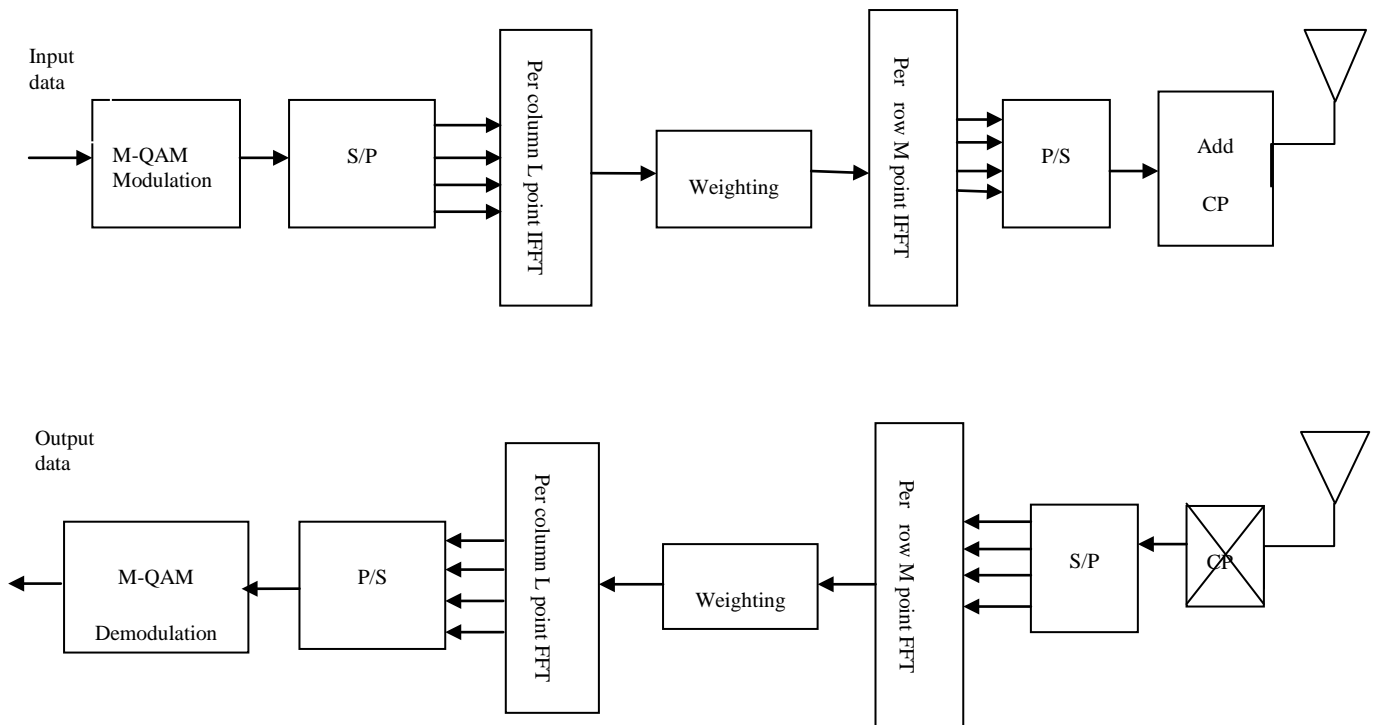 Input
data
M-QAM
Modulation
S/P
Per column L point IFFT
Weighting
Per row M point IFFT
P/S
Add
CP
Output
data
M-QAM
Demodulation
P/S
Per column L point FFT
Weighting
Per row M point FFT
S/P
CP